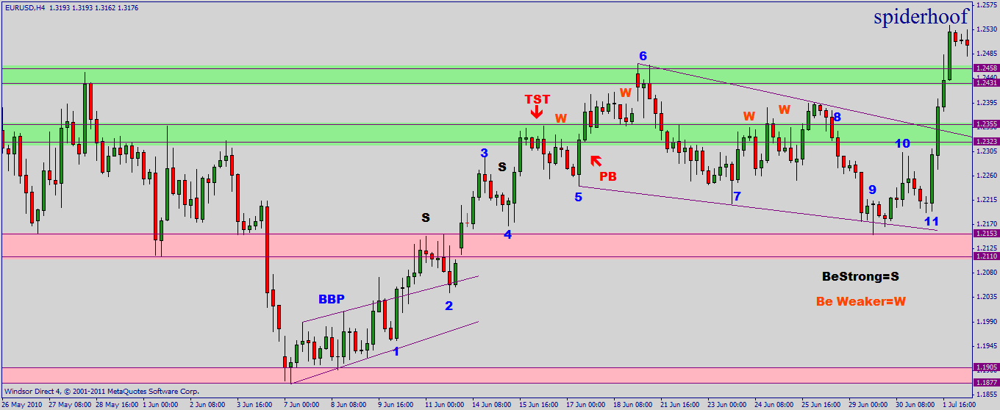 EURUSD,H4 1.3193 1.3193 1.3162 1.3176
spiderhoof
1.2575
1.2530
1.2485
1.2458
1.2440
1.2431
1.2395
1.2355
1.2323
1.2305
1.2260
1.2215
1.2170
1.2153
1.2125
1.2110
1.2080
1.2035
1.1990
1.1945
1.1905
1.1877
1.1855
6
TST
W
W
W
W
8
3
S
PB
10
5
7
9
S
4
11
BBP
2
1
BeStrong=S
Be Weaker=W
Windsor Direct 4, © 2001-2011 MetaQuotes Software Corp.
26 May 2010 27 May 08:00 28 May 16:00 1 Jun 00:00 2 Jun 08:00 3 Jun 16:00 7 Jun 00:00 8 Jun 08:00 9 Jun 16:00 11 Jun 00:00 14 Jun 08:00 15 Jun 16:00 17 Jun 00:00 18 Jun 08:00 21 Jun 16:00 23 Jun 00:00 24 Jun 08:00 25 Jun 16:00 29 Jun 00:00 30 Jun 08:00 1 Jul 16:00